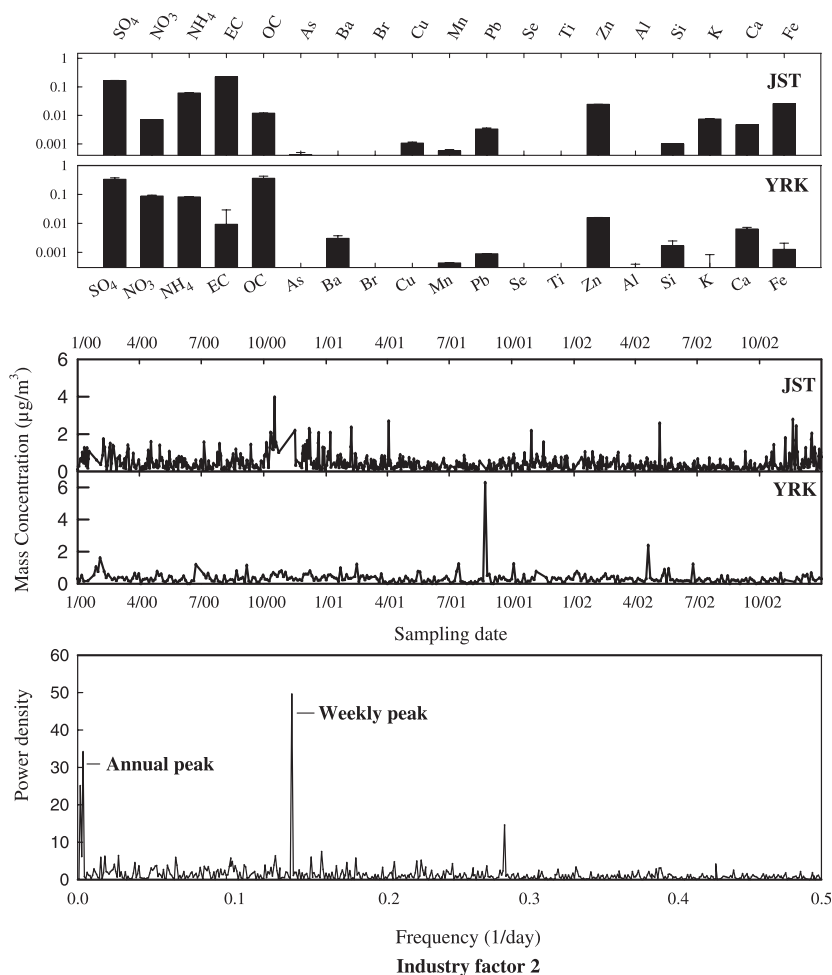 SO4 NO3 NH4 EC OC As Ba Br Cu Mn Pb Se Ti Zn Al Si K Ca Fe
1
0.1
0.01
0.001
JST
1
0.1
0.01
0.001
YRK
SO4 NO3 NH4 EC OC As Ba Br Cu Mn Pb Se Ti Zn Al Si K Ca Fe
1/00 4/00 7/00 10/00 1/01 4/01 7/01 10/01 1/02 4/02 7/02 10/02
Mass Concentration (µg/m3)
6
4
2
0
JST
6
4
2
0
YRK
1/00 4/00 7/00 10/00 1/01 4/01 7/01 10/01 1/02 4/02 7/02 10/02
Sampling date
Power density
60
50
40
30
20
10
0
Weekly peak
Annual peak
0.0 0.1 0.2 0.3 0.4 0.5
Frequency (1/day)
Industry factor 2